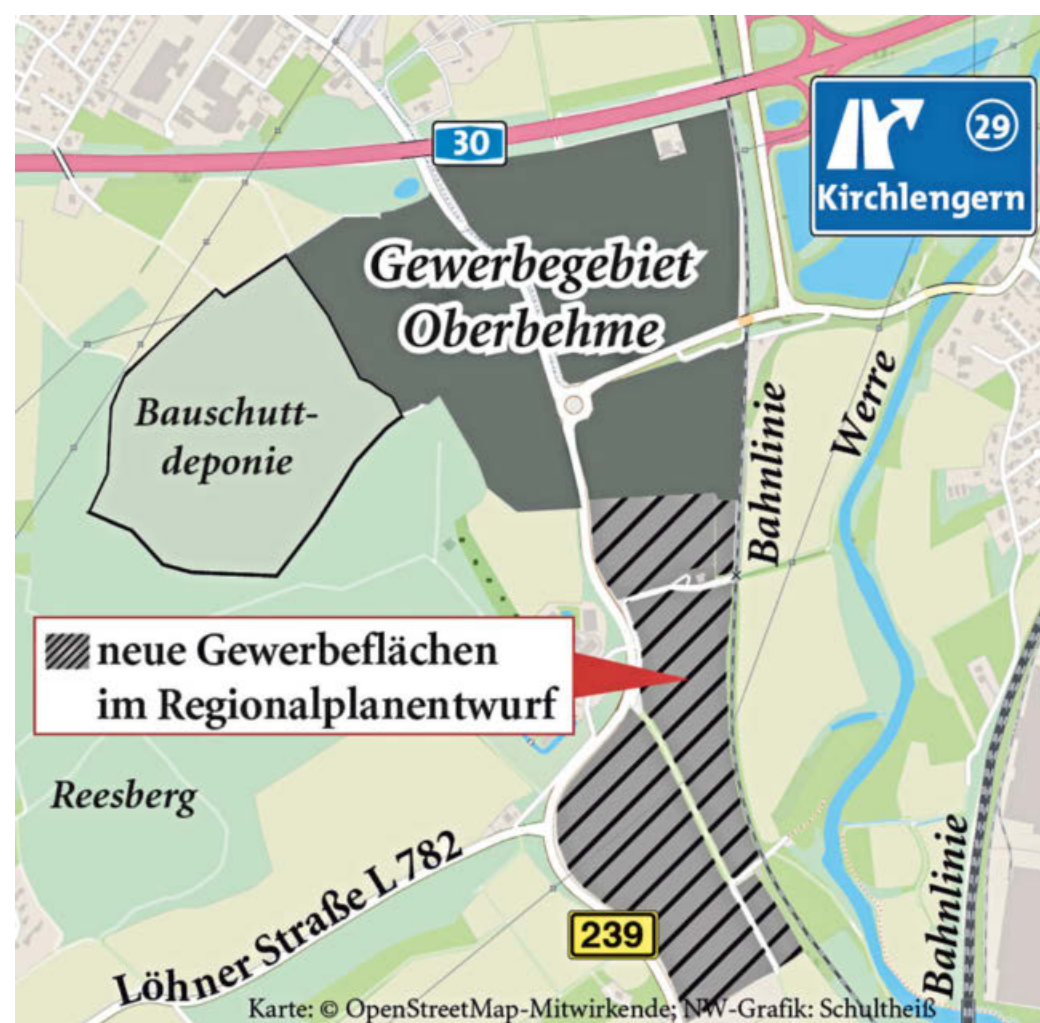 30
29
Kirchlengern
Gewerbegebiet
Oberbehme
Bauschutt-
deponie
Bahnlinie
Werre
neue Gewerbeflächen
im Regionalplanentwurf
Reesberg
Löhner Straße L 782
239
Bahnlinie
Karte: © OpenStreetMap-Mitwirkende; NW-Grafik: Schultheiß